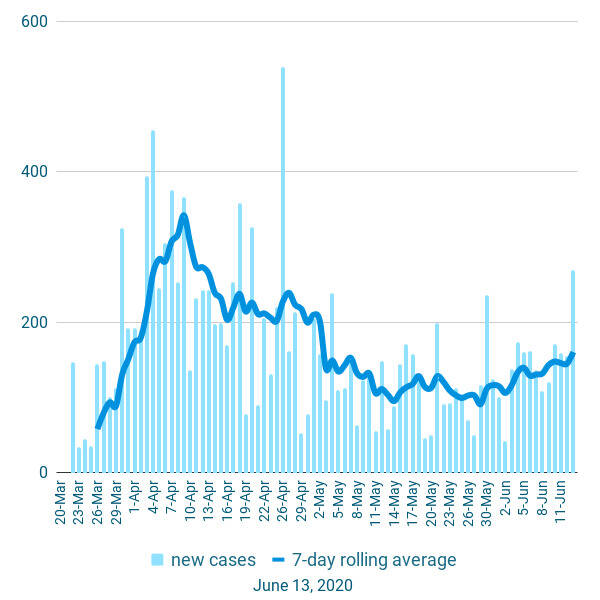 600
400
200
0
20-Mar 23-Mar 26-Mar 29-Mar 1-Apr 4-Apr 7-Apr 10-Apr 13-Apr 16-Apr 19-Apr 22-Apr 26-Apr 29-Apr 2-May 5-May 8-May 11-May 14-May 17-May 20-May 23-May 26-May 30-May 2-Jun 5-Jun 8-Jun 11-Jun
new cases 7-day rolling average
June 13, 2020